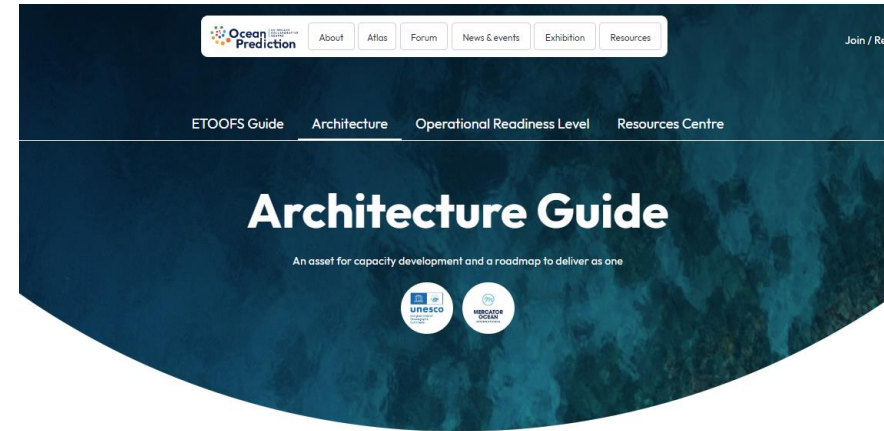 Ocean
Prediction
About
Atlas
Forum
News & events
Exhibition
Resources
Join / Re
ETOOFS Guide
Architecture
Operational Readiness Level
Resources Centre
Architecture Guide
An asset for capacity development and a roadmap to deliver as one
unesco
MERCATOR
OCEAN